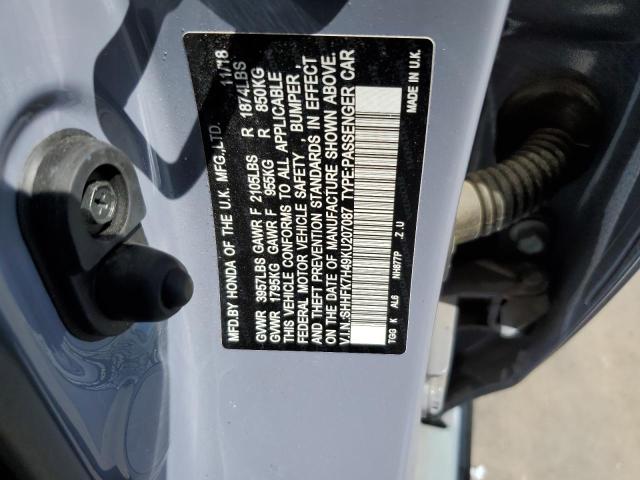 MFD.BY HONDA OF THE U.K. MFG.,LTD. 11/18
GVWR 3957LBS GAWR F 2105LBS R 1874LBS
GVWR 1795KG GAWR F 955KG R 850KG
THIS VEHICLE CONFORMS TO ALL APPLICABLE
FEDERAL MOTOR VEHICLE SAFETY , BUMPER ,
AND THEFT PREVENTION STANDARDS IN EFFECT
ON THE DATE OF MANUFACTURE SHOWN ABOVE.
V.I.N.:SHHFK7H49KU207087 TYPE:PASSENGER CAR
TGG K AL6 NH877P .Z .U MADE IN U.K.